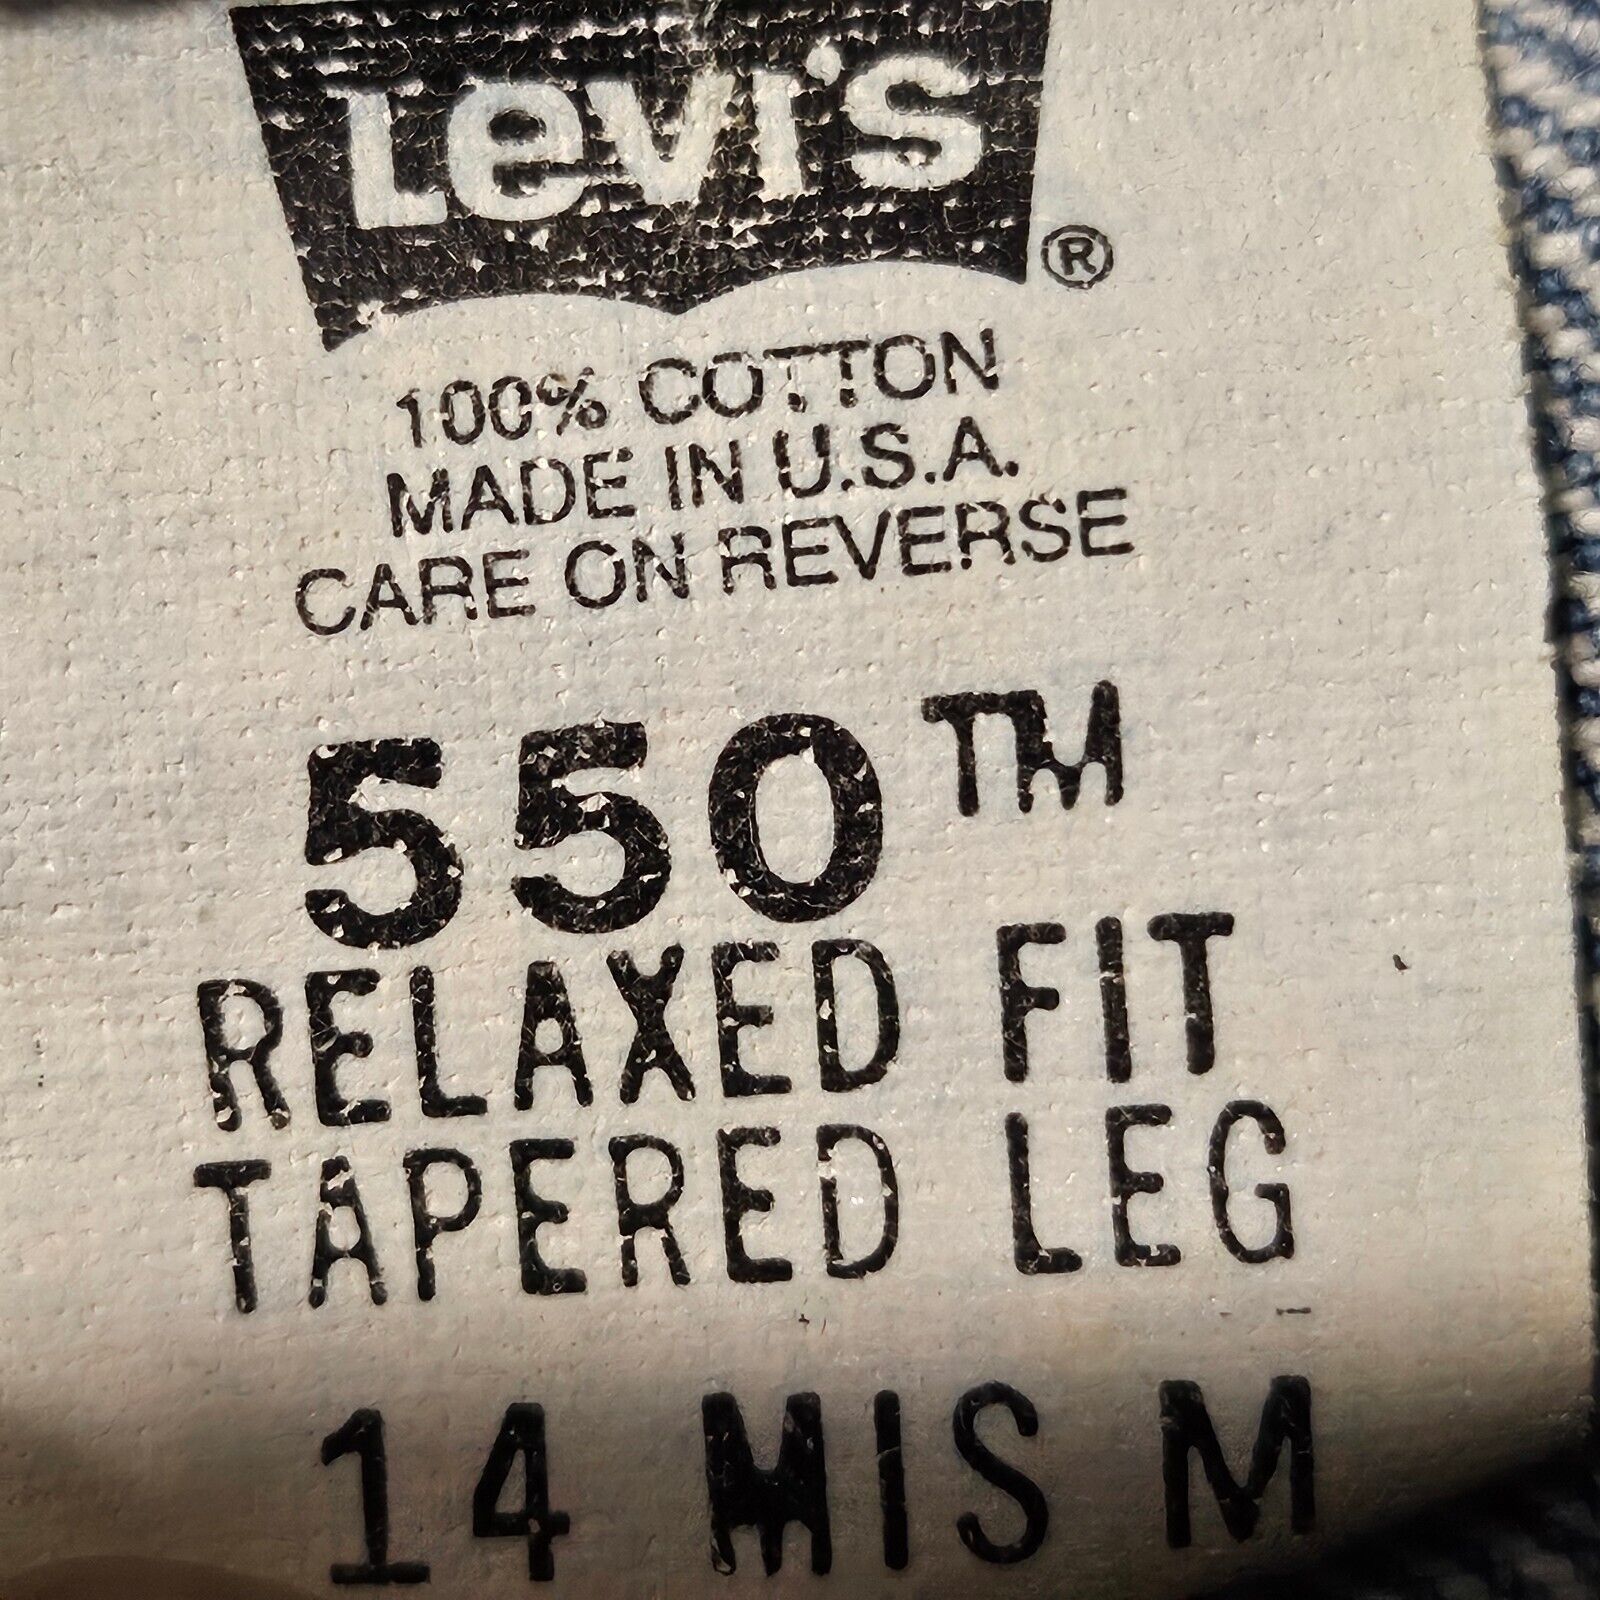 Levi's ®
100% COTTON
MADE IN U.S.A.
CARE ON REVERSE
550™
RELAXED FIT
TAPERED LEG
14 MIS M